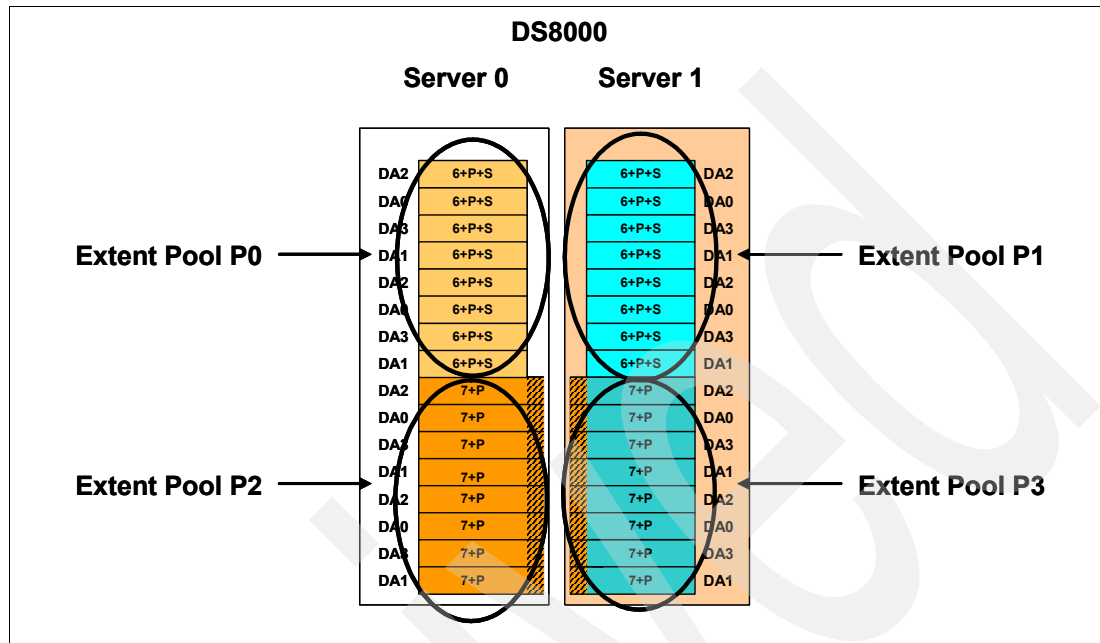 DS8000
Server 0 Server 1
DA2 6+P+S 6+P+S DA2
DA0 6+P+S 6+P+S DA0
DA3 6+P+S 6+P+S DA3
Extent Pool P0 DA1 6+P+S 6+P+S DA1 Extent Pool P1
DA2 6+P+S 6+P+S DA2
DA0 6+P+S 6+P+S DA0
DA3 6+P+S 6+P+S DA3
DA1 6+P+S 6+P+S DA1
DA2 7+P 7+P DA2
DA0 7+P 7+P DA0
DA3 7+P 7+P DA3
Extent Pool P2 DA1 7+P 7+P DA1 Extent Pool P3
DA2 7+P 7+P DA2
DA0 7+P 7+P DA0
DA3 7+P 7+P DA3
DA1 7+P 7+P DA1